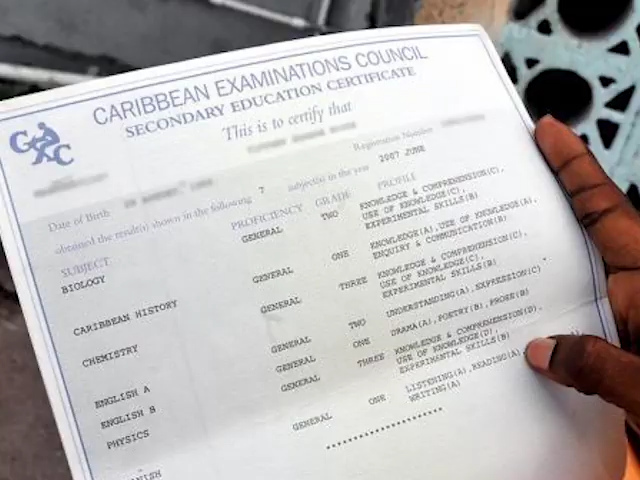 CARIBBEAN EXAMINATIONS COUNCIL
SECONDARY EDUCATION CERTIFICATE
This is to certify that
CXC
Registration Number
Date of Birth
obtained the result(s) shown in the following 7 subject(s) in the year 2007 JUNE
SUBJECT PROFICIENCY GRADE PROFILE
BIOLOGY GENERAL TWO KNOWLEDGE & COMPREHENSION(C),
USE OF KNOWLEDGE(C),
EXPERIMENTAL SKILLS(B)
CARIBBEAN HISTORY GENERAL ONE KNOWLEDGE(A), USE OF KNOWLEDGE(A),
ENQUIRY & COMMUNICATION(B)
CHEMISTRY GENERAL THREE KNOWLEDGE & COMPREHENSION(C),
USE OF KNOWLEDGE(C),
EXPERIMENTAL SKILLS(B)
ENGLISH A GENERAL TWO UNDERSTANDING(A), EXPRESSION(C)
ENGLISH B GENERAL ONE DRAMA(A), POETRY(B), PROSE(B)
PHYSICS GENERAL THREE KNOWLEDGE & COMPREHENSION(D),
USE OF KNOWLEDGE(D),
EXPERIMENTAL SKILLS(B)
GENERAL ONE LISTENING(A), READING(A)
WRITING(A)